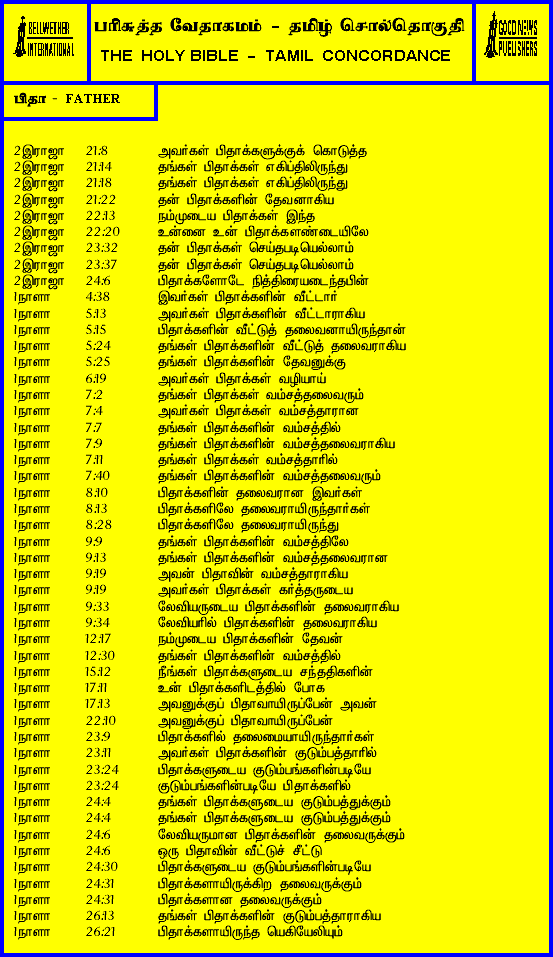 BELLWETHER
INTERNATIONAL
பரிசுத்த வேதாகமம் - தமிழ் சொல்தொகுதி
THE HOLY BIBLE - TAMIL CONCORDANCE
GOOD NEWS
PUBLISHERS
பிதா - FATHER
2இராஜா 21:8 அவர்கள் பிதாக்களுக்குக் கொடுத்த
2இராஜா 21:14 தங்கள் பிதாக்கள் எகிப்திலிருந்து
2இராஜா 21:18 தங்கள் பிதாக்கள் எகிப்திலிருந்து
2இராஜா 21:22 தன் பிதாக்களின் தேவனாகிய
2இராஜா 22:13 நம்முடைய பிதாக்கள் இந்த
2இராஜா 22:20 உன்னை உன் பிதாக்களண்டையிலே
2இராஜா 23:32 தன் பிதாக்கள் செய்தபடியெல்லாம்
2இராஜா 23:37 தன் பிதாக்கள் செய்தபடியெல்லாம்
2இராஜா 24:6 பிதாக்களோடே நித்திரையடைந்தபின்
1நாளா 4:38 இவர்கள் பிதாக்களின் வீட்டார்
1நாளா 5:13 அவர்கள் பிதாக்களின் வீட்டாராகிய
1நாளா 5:15 பிதாக்களின் வீட்டுத் தலைவனாயிருந்தான்
1நாளா 5:24 தங்கள் பிதாக்களின் வீட்டுத் தலைவராகிய
1நாளா 5:25 தங்கள் பிதாக்களின் தேவனுக்கு
1நாளா 6:19 அவர்கள் பிதாக்கள் வழியாய்
1நாளா 7:2 தங்கள் பிதாக்கள் வம்சத்தலைவரும்
1நாளா 7:4 அவர்கள் பிதாக்கள் வம்சத்தாரான
1நாளா 7:7 தங்கள் பிதாக்களின் வம்சத்தில்
1நாளா 7:9 தங்கள் பிதாக்களின் வம்சத்தலைவராகிய
1நாளா 7:11 தங்கள் பிதாக்கள் வம்சத்தாரில்
1நாளா 7:40 தங்கள் பிதாக்களின் வம்சத்தலைவரும்
1நாளா 8:10 பிதாக்களின் தலைவரான இவர்கள்
1நாளா 8:13 பிதாக்களிலே தலைவராயிருந்தார்கள்
1நாளா 8:28 பிதாக்களிலே தலைவராயிருந்து
1நாளா 9:9 தங்கள் பிதாக்களின் வம்சத்திலே
1நாளா 9:13 தங்கள் பிதாக்களின் வம்சத்தலைவரான
1நாளா 9:19 அவன் பிதாவின் வம்சத்தாராகிய
1நாளா 9:19 அவர்கள் பிதாக்கள் கர்த்தருடைய
1நாளா 9:33 லேவியருடைய பிதாக்களின் தலைவராகிய
1நாளா 9:34 லேவியரில் பிதாக்களின் தலைவராகிய
1நாளா 12:17 நம்முடைய பிதாக்களின் தேவன்
1நாளா 12:30 தங்கள் பிதாக்களின் வம்சத்தில்
1நாளா 15:12 நீங்கள் பிதாக்களுடைய சந்ததிகளின்
1நாளா 17:11 உன் பிதாக்களிடத்தில் போக
1நாளா 17:13 அவனுக்குப் பிதாவாயிருப்பேன் அவன்
1நாளா 22:10 அவனுக்குப் பிதாவாயிருப்பேன்
1நாளா 23:9 பிதாக்களில் தலைமையாயிருந்தார்கள்
1நாளா 23:11 அவர்கள் பிதாக்களின் குடும்பத்தாரில்
1நாளா 23:24 பிதாக்களுடைய குடும்பங்களின்படியே
1நாளா 23:24 குடும்பங்களின்படியே பிதாக்களில்
1நாளா 24:4 தங்கள் பிதாக்களுடைய குடும்பத்துக்கும்
1நாளா 24:4 தங்கள் பிதாக்களுடைய குடும்பத்துக்கும்
1நாளா 24:6 லேவியருமான பிதாக்களின் தலைவருக்கும்
1நாளா 24:6 ஒரு பிதாவின் வீட்டுச் சீட்டு
1நாளா 24:30 பிதாக்களுடைய குடும்பங்களின்படியே
1நாளா 24:31 பிதாக்களாயிருக்கிற தலைவருக்கும்
1நாளா 24:31 பிதாக்களான தலைவருக்கும்
1நாளா 26:13 தங்கள் பிதாக்களின் குடும்பத்தாராகிய
1நாளா 26:21 பிதாக்களாயிருந்த யெகியேலியும்